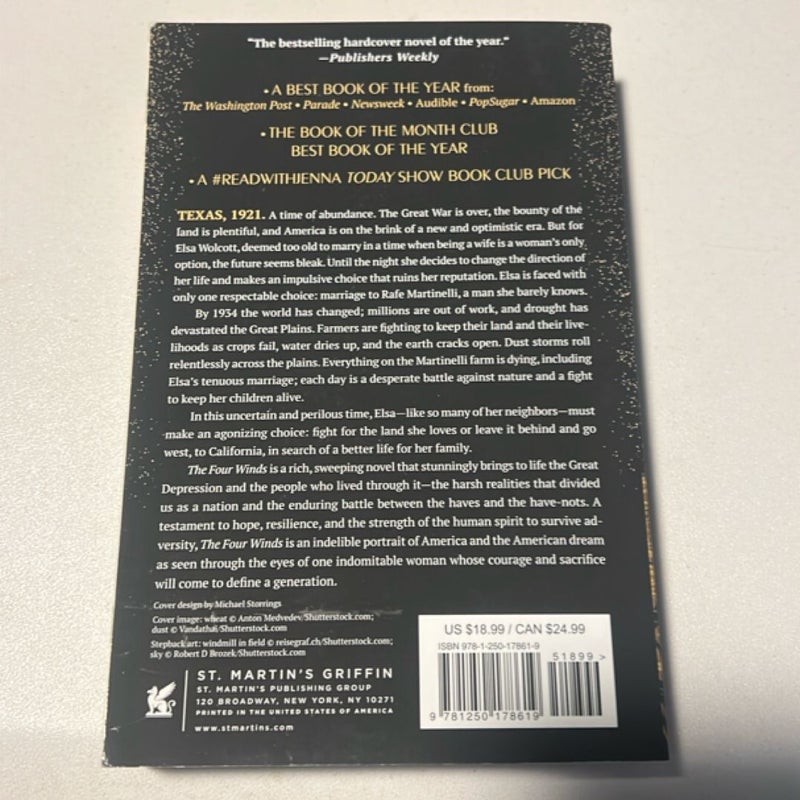 "The bestselling hardcover novel of the year."
—Publishers Weekly
• A BEST BOOK OF THE YEAR from:
The Washington Post • Parade • Newsweek • Audible • PopSugar • Amazon
• THE BOOK OF THE MONTH CLUB
BEST BOOK OF THE YEAR
• A #READWITHJENNA TODAY SHOW BOOK CLUB PICK
TEXAS, 1921. A time of abundance. The Great War is over, the bounty of the
land is plentiful, and America is on the brink of a new and optimistic era. But for
Elsa Wolcott, deemed too old to marry in a time when being a wife is a woman's only
option, the future seems bleak. Until the night she decides to change the direction of
her life and makes an impulsive choice that ruins her reputation. Elsa is faced with
only one respectable choice: marriage to Rafe Martinelli, a man she barely knows.
By 1934 the world has changed; millions are out of work, and drought has
devastated the Great Plains. Farmers are fighting to keep their land and their live-
lihoods as crops fail, water dries up, and the earth cracks open. Dust storms roll
relentlessly across the plains. Everything on the Martinelli farm is dying, including
Elsa's tenuous marriage; each day is a desperate battle against nature and a fight
to keep her children alive.
In this uncertain and perilous time, Elsa—like so many of her neighbors—must
make an agonizing choice: fight for the land she loves or leave it behind and go
west, to California, in search of a better life for her family.
The Four Winds is a rich, sweeping novel that stunningly brings to life the Great
Depression and the people who lived through it—the harsh realities that divided
us as a nation and the enduring battle between the haves and the have-nots. A
testament to hope, resilience, and the strength of the human spirit to survive ad-
versity, The Four Winds is an indelible portrait of America and the American dream
as seen through the eyes of one indomitable woman whose courage and sacrifice
will come to define a generation.
Cover design by Michael Storrings
Cover image: wheat © Anton Medvedev/Shutterstock.com;
dust © Vandathai/Shutterstock.com
Stepback art: windmill in field © reisegraf.ch/Shutterstock.com;
sky © Robert D Brozek/Shutterstock.com
ST. MARTIN'S GRIFFIN
ST. MARTIN'S PUBLISHING GROUP
120 BROADWAY, NEW YORK, NY 10271
PRINTED IN THE UNITED STATES OF AMERICA
www.stmartins.com
US $18.99 / CAN $24.99
ISBN 978-1-250-17861-9
51899 >
9 781250 178619